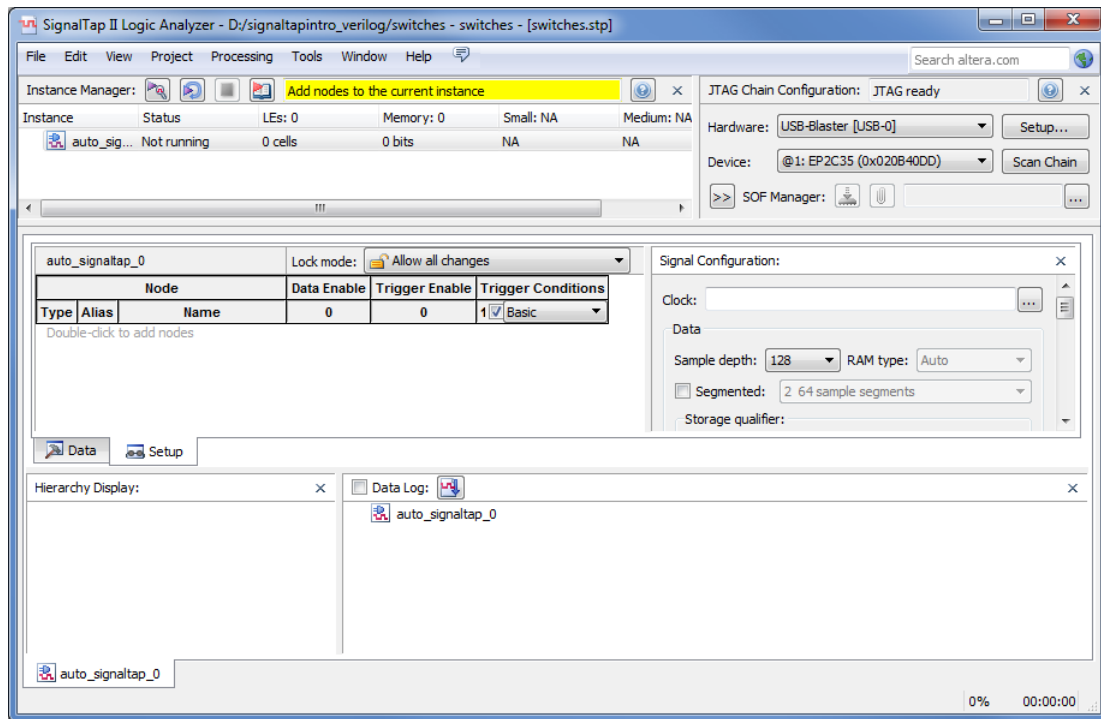 SignalTap II Logic Analyzer - D:/signaltapintro_verilog/switches - switches - [switches.stp]
File Edit View Project Processing Tools Window Help
Search altera.com
Instance Manager: Add nodes to the current instance
JTAG Chain Configuration: JTAG ready
Instance Status LEs: 0 Memory: 0 Small: NA Medium: NA
auto_sig... Not running 0 cells 0 bits NA NA
Hardware: USB-Blaster [USB-0] Setup...
Device: @1: EP2C35 (0x020B40DD) Scan Chain
>> SOF Manager: ...
auto_signaltap_0 Lock mode: Allow all changes
Node Data Enable Trigger Enable Trigger Conditions
Type Alias Name 0 0 1 Basic
Double-click to add nodes
Signal Configuration:
Clock: ...
Data
Sample depth: 128 RAM type: Auto
Segmented: 2 64 sample segments
Storage qualifier:
Data Setup
Hierarchy Display:
Data Log:
auto_signaltap_0
auto_signaltap_0
0% 00:00:00